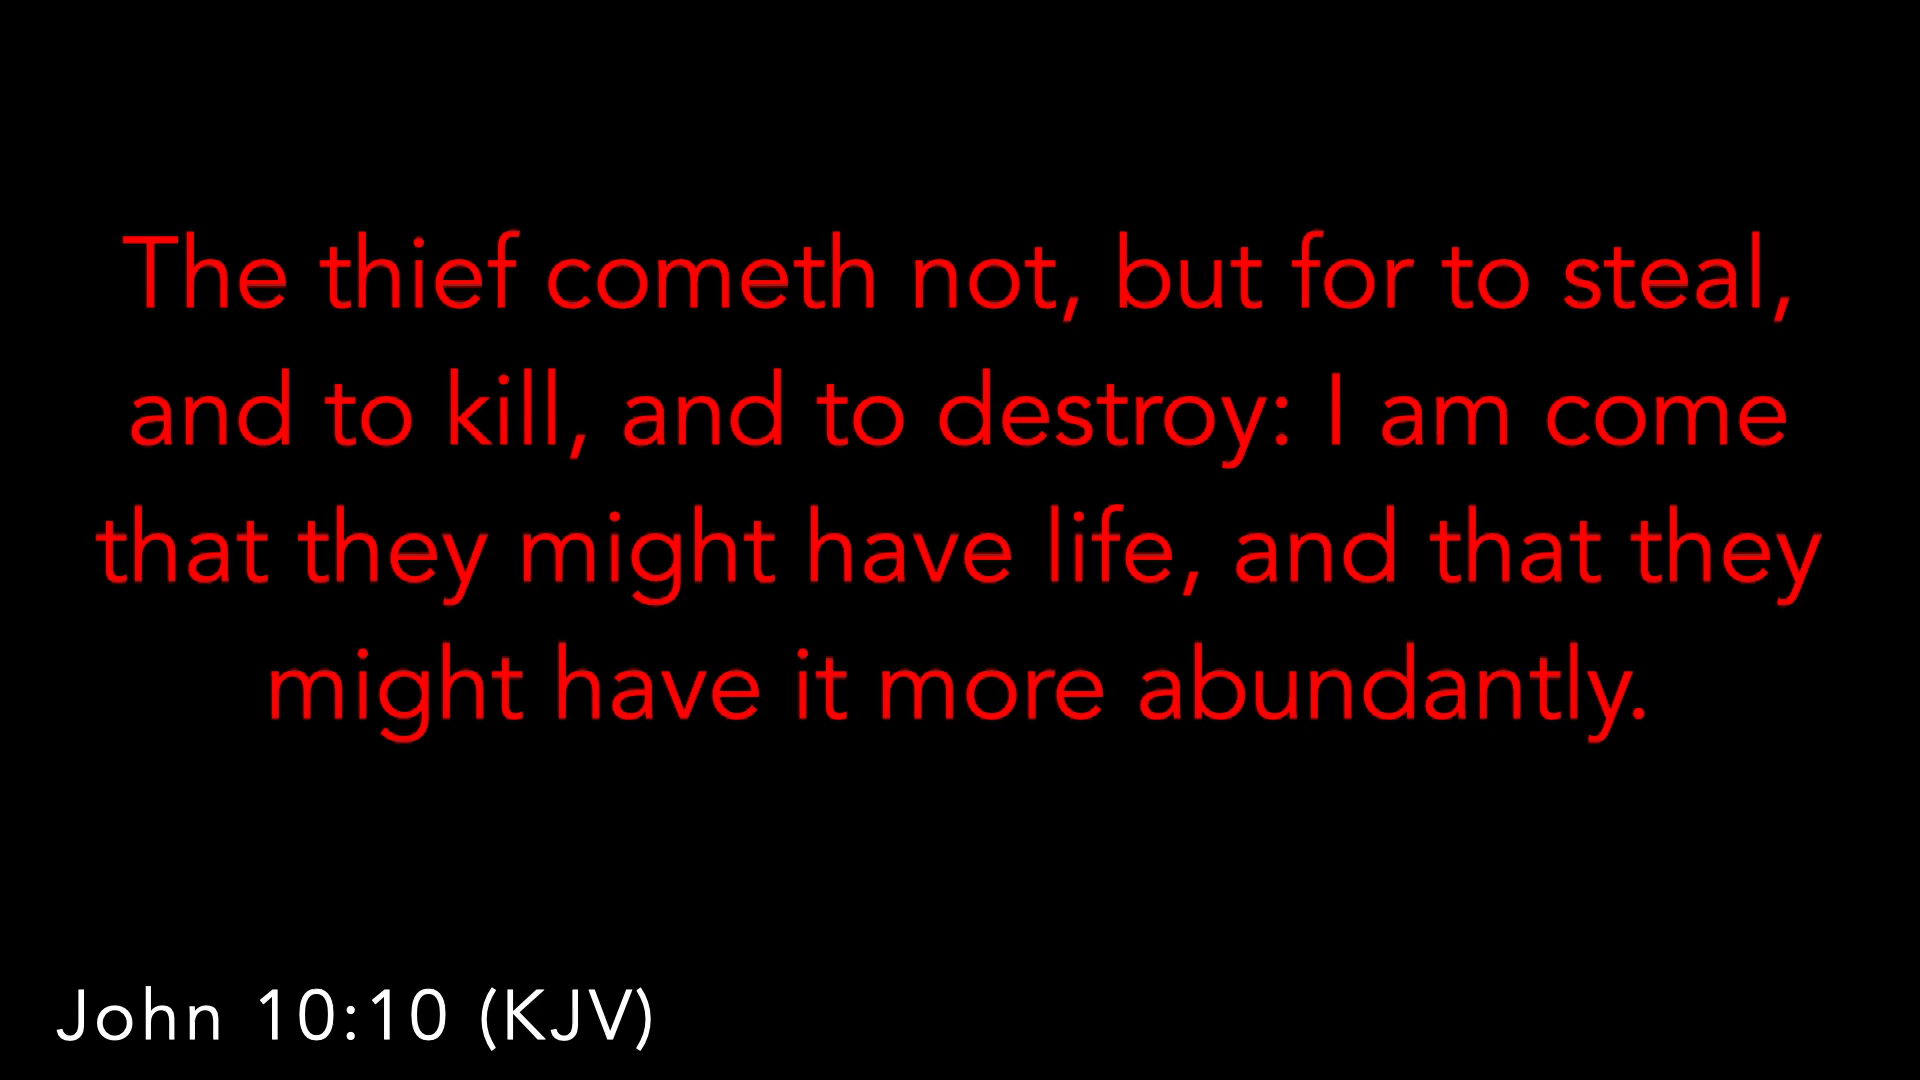 The thief cometh not, but for to steal,
and to kill, and to destroy: I am come
that they might have life, and that they
might have it more abundantly.
John 10:10 (KJV)